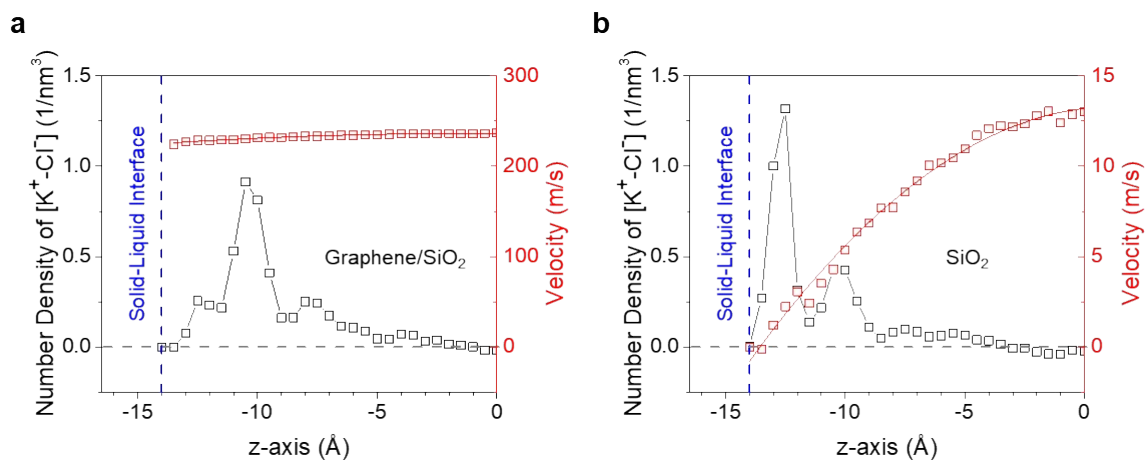 a
Number Density of [K⁺-Cl⁻] (1/nm³)
1.5
1.0
0.5
0.0
Solid-Liquid Interface
Graphene/SiO₂
300
200
100
0
Velocity (m/s)
-15
-10
-5
0
z-axis (Å)
b
Number Density of [K⁺-Cl⁻] (1/nm³)
1.5
1.0
0.5
0.0
Solid-Liquid Interface
SiO₂
15
10
5
0
Velocity (m/s)
-15
-10
-5
0
z-axis (Å)